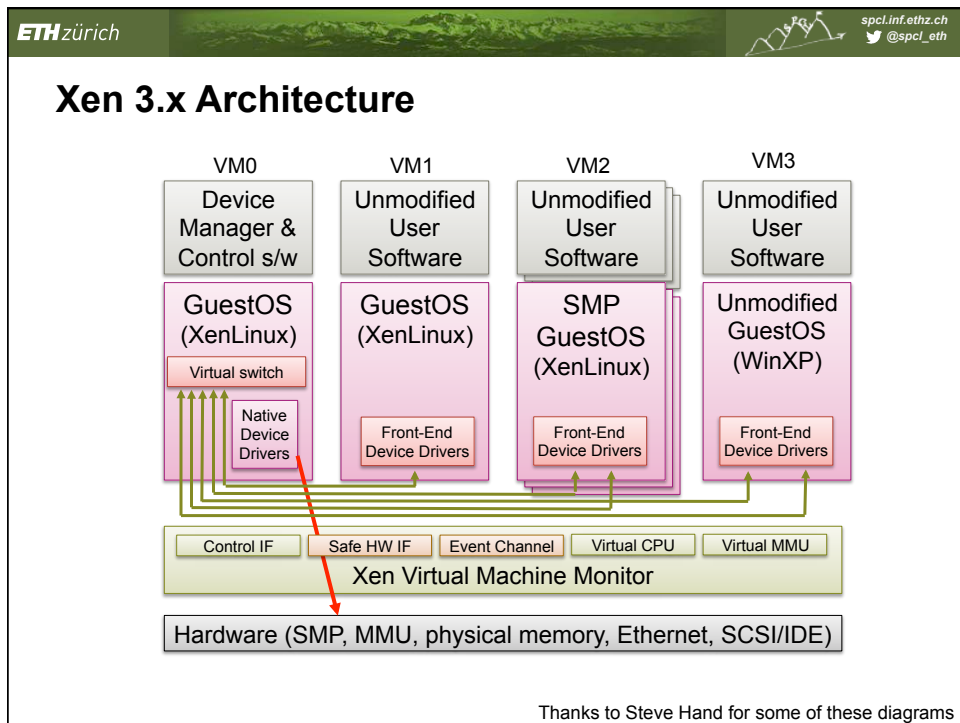 ETH zürich
spcl.inf.ethz.ch
@spcl_eth
Xen 3.x Architecture
VM0
Device
Manager &
Control s/w
GuestOS
(XenLinux)
Virtual switch
Native
Device
Drivers
VM1
Unmodified
User
Software
GuestOS
(XenLinux)
Front-End
Device Drivers
VM2
Unmodified
User
Software
SMP
GuestOS
(XenLinux)
Front-End
Device Drivers
VM3
Unmodified
User
Software
Unmodified
GuestOS
(WinXP)
Front-End
Device Drivers
Control IF
Safe HW IF
Event Channel
Virtual CPU
Virtual MMU
Xen Virtual Machine Monitor
Hardware (SMP, MMU, physical memory, Ethernet, SCSI/IDE)
Thanks to Steve Hand for some of these diagrams